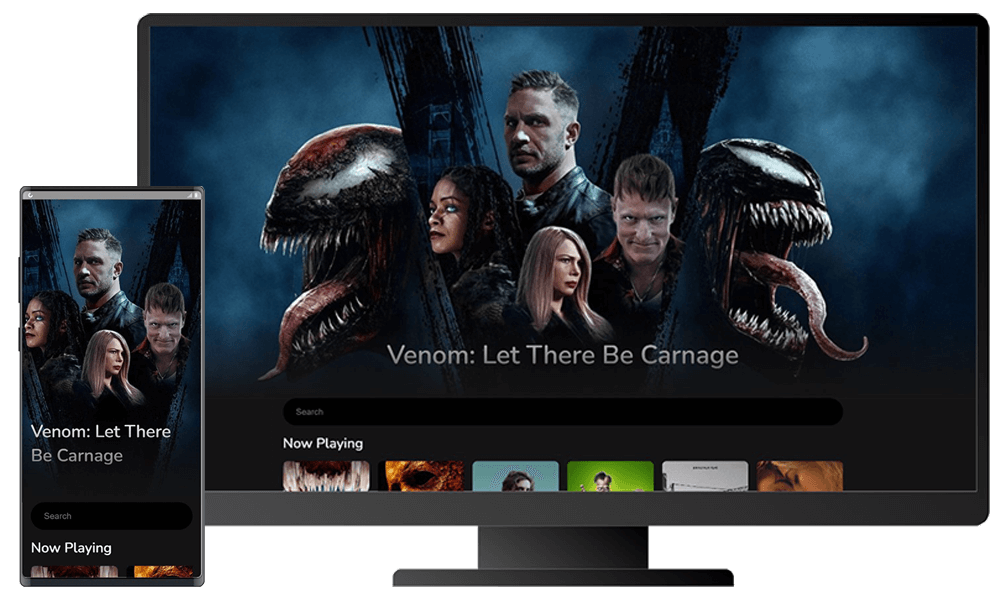 Venom: Let There Be Carnage
Search
Now Playing
Venom: Let There
Be Carnage
Search
Now Playing